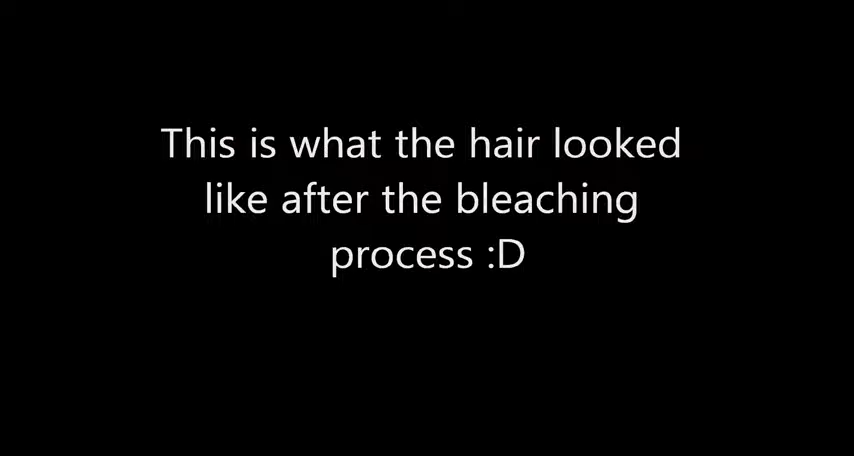 This is what the hair looked
like after the bleaching
process :D